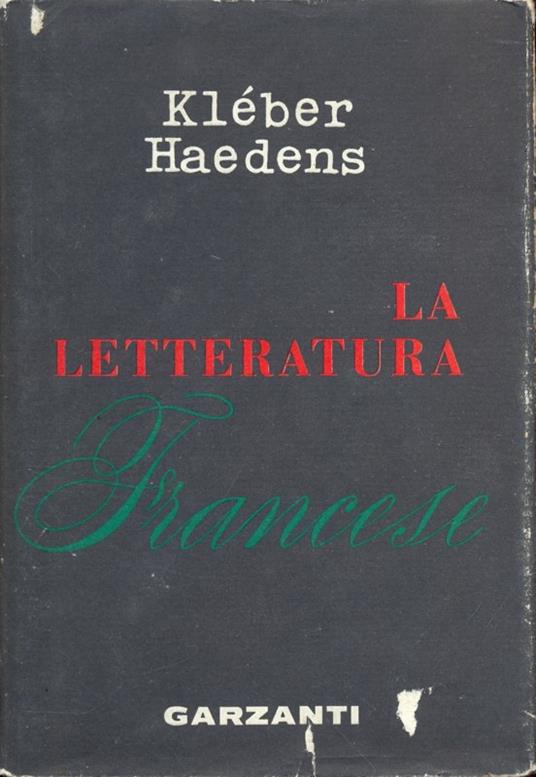 Kléber
Haedens
LA
LETTERATURA
Francese
GARZANTI